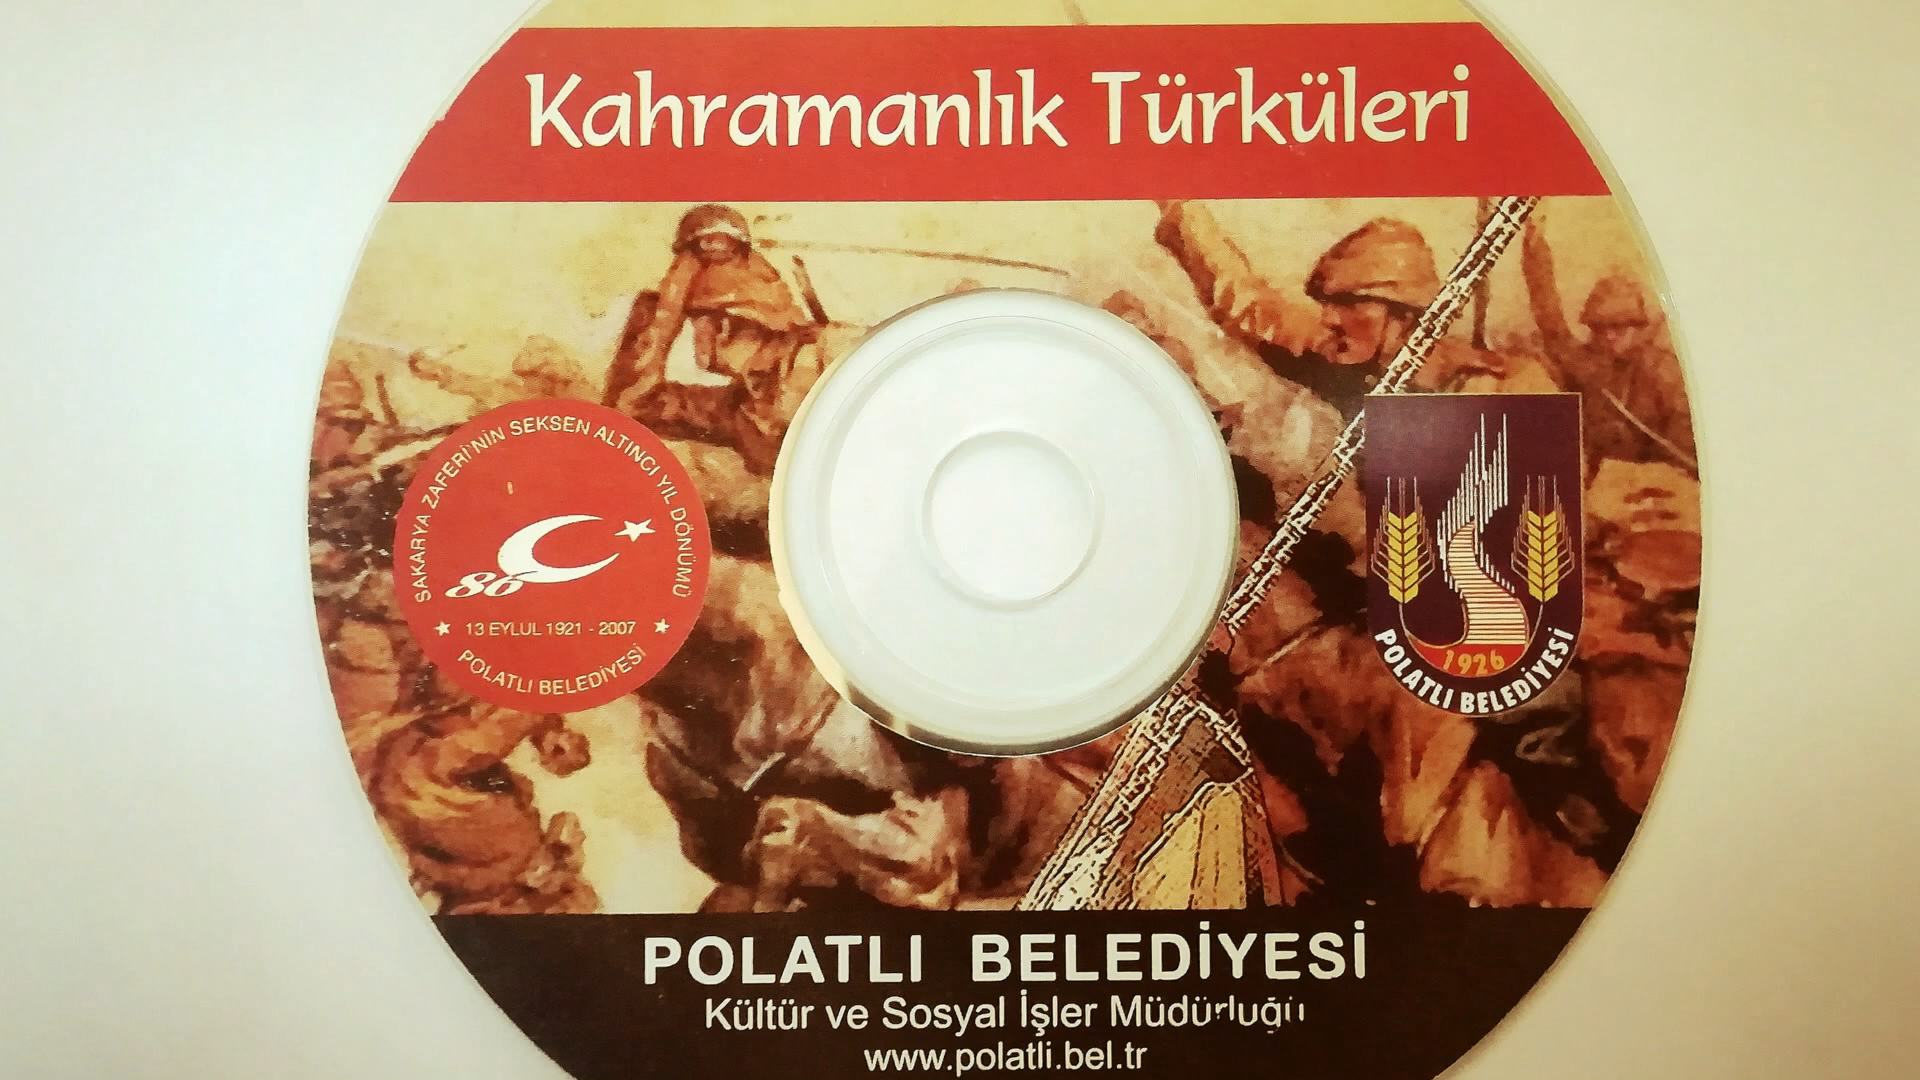 Kahramanlık Türküleri
SAKARYA ZAFERİ'NİN SEKSEN ALTINCI YIL DÖNÜMÜ
86
13 EYLUL 1921 - 2007
POLATLI BELEDİYESİ
1926
POLATLI BELEDİYESİ
POLATLI BELEDİYESİ
Kültür ve Sosyal İşler Müdürlüğü
www.polatli.bel.tr